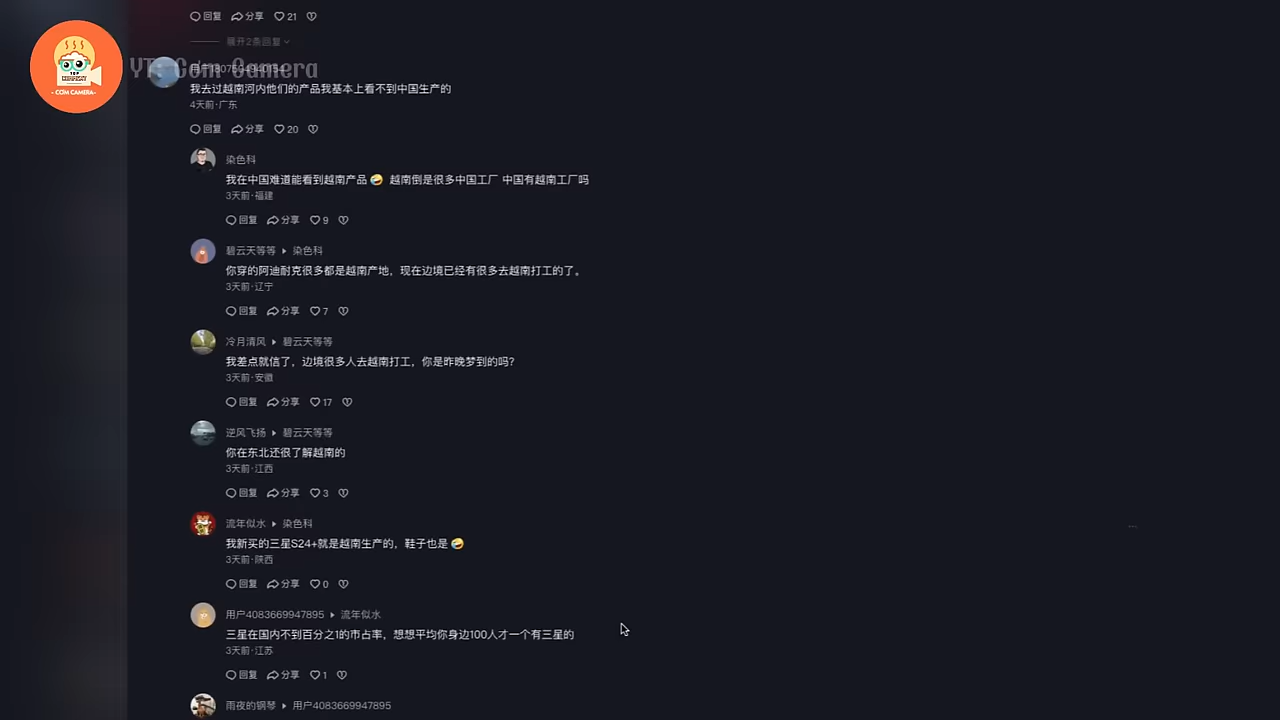 回复 分享 21
展开2条回复
YT: Còm Camera
TOP
- CÒM CAMERA-
我去过越南河内他们的产品我基本上看不到中国生产的
4天前·广东
回复 分享 20
染色科
我在中国难道能看到越南产品🤣 越南倒是很多中国工厂 中国有越南工厂吗
3天前·福建
回复 分享 9
碧云天等等 ▸ 染色科
你穿的阿迪耐克很多都是越南产地，现在边境已经有很多去越南打工的了。
3天前·辽宁
回复 分享 7
冷月清风 ▸ 碧云天等等
我差点就信了，边境很多人去越南打工，你是昨晚梦到的吗?
3天前·安徽
回复 分享 17
逆风飞扬 ▸ 碧云天等等
你在东北还很了解越南的
3天前·江西
回复 分享 3
流年似水 ▸ 染色科
我新买的三星S24+就是越南生产的，鞋子也是🤣
3天前·陕西
回复 分享 0
用户4083669947895 ▸ 流年似水
三星在国内不到百分之1的市占率，想想平均你身边100人才一个有三星的
3天前·江苏
回复 分享 1
雨夜的钢琴 ▸ 用户4083669947895